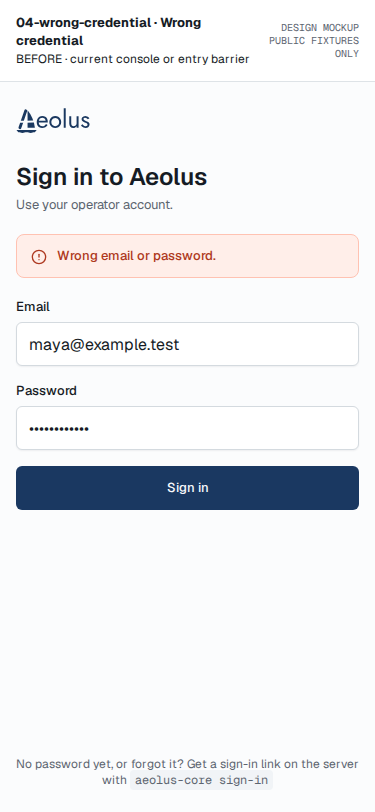 04-wrong-credential · Wrong
credential
BEFORE · current console or entry barrier
DESIGN MOCKUP
PUBLIC FIXTURES
ONLY
Aeolus
Sign in to Aeolus
Use your operator account.
Wrong email or password.
Email
maya@example.test
Password
••••••••••••
Sign in
No password yet, or forgot it? Get a sign-in link on the server
with aeolus-core sign-in